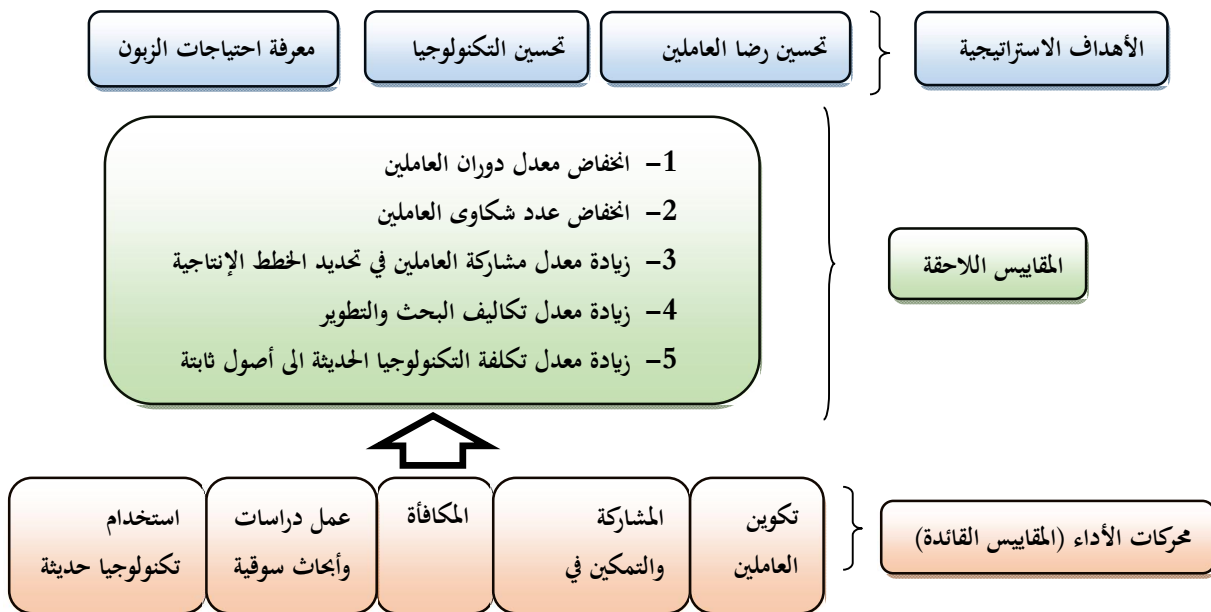 الأهداف الاستراتيجية
تحسين رضا العاملين
تحسين التكنولوجيا
معرفة احتياجات الزبون
1- انخفاض معدل دوران العاملين
2- انخفاض عدد شكاوى العاملين
3- زيادة معدل مشاركة العاملين في تحديد الخطط الإنتاجية
4- زيادة معدل تكاليف البحث والتطوير
5- زيادة معدل تكلفة التكنولوجيا الحديثة الى أصول ثابتة
المقاييس اللاحقة
محركات الأداء (المقاييس القائدة)
تكوين
العاملين
المشاركة
والتمكين في
المكافأة
عمل دراسات
وأبحاث سوقية
استخدام
تكنولوجيا حديثة